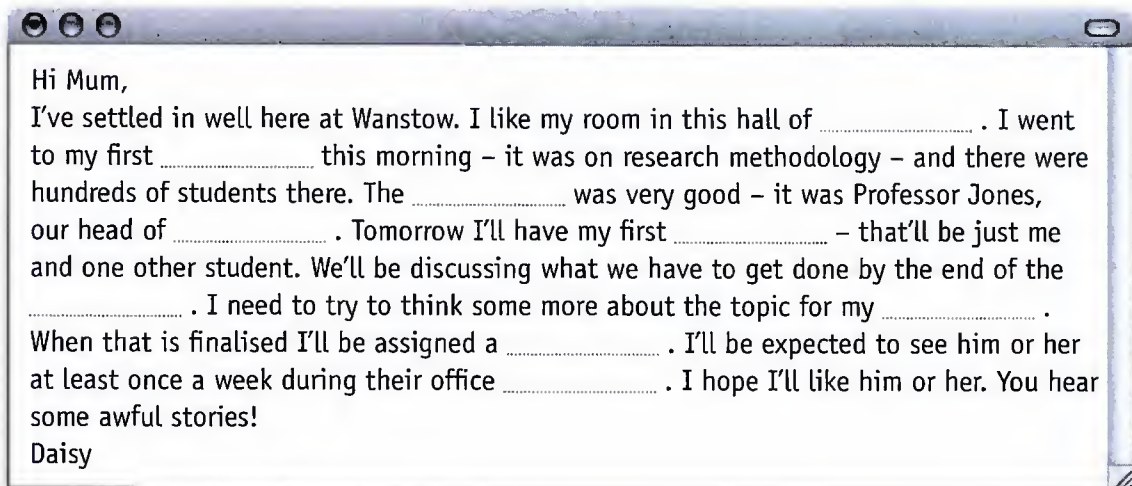 Hi Mum,
I've settled in well here at Wanstow. I like my room in this hall of ................ . I went
to my first ................ this morning – it was on research methodology – and there were
hundreds of students there. The ................ was very good – it was Professor Jones,
our head of ................ . Tomorrow I'll have my first ................ – that'll be just me
and one other student. We'll be discussing what we have to get done by the end of the
................ . I need to try to think some more about the topic for my ................ .
When that is finalised I'll be assigned a ................ . I'll be expected to see him or her
at least once a week during their office ................ . I hope I'll like him or her. You hear
some awful stories!
Daisy